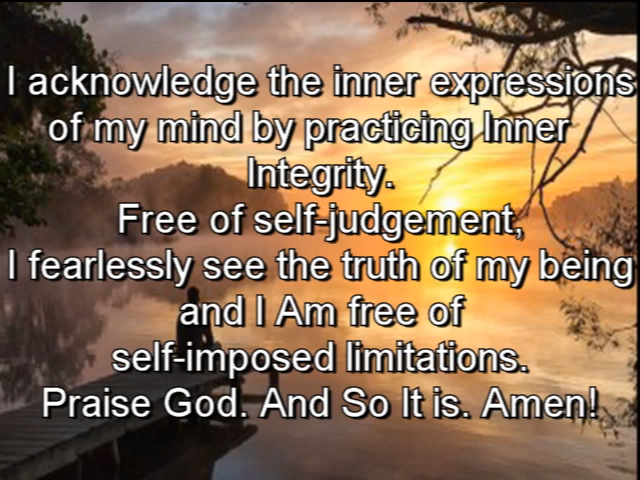 I acknowledge the inner expressions
of my mind by practicing Inner
Integrity.
Free of self-judgement,
I fearlessly see the truth of my being
and I Am free of
self-imposed limitations.
Praise God. And So It is. Amen!